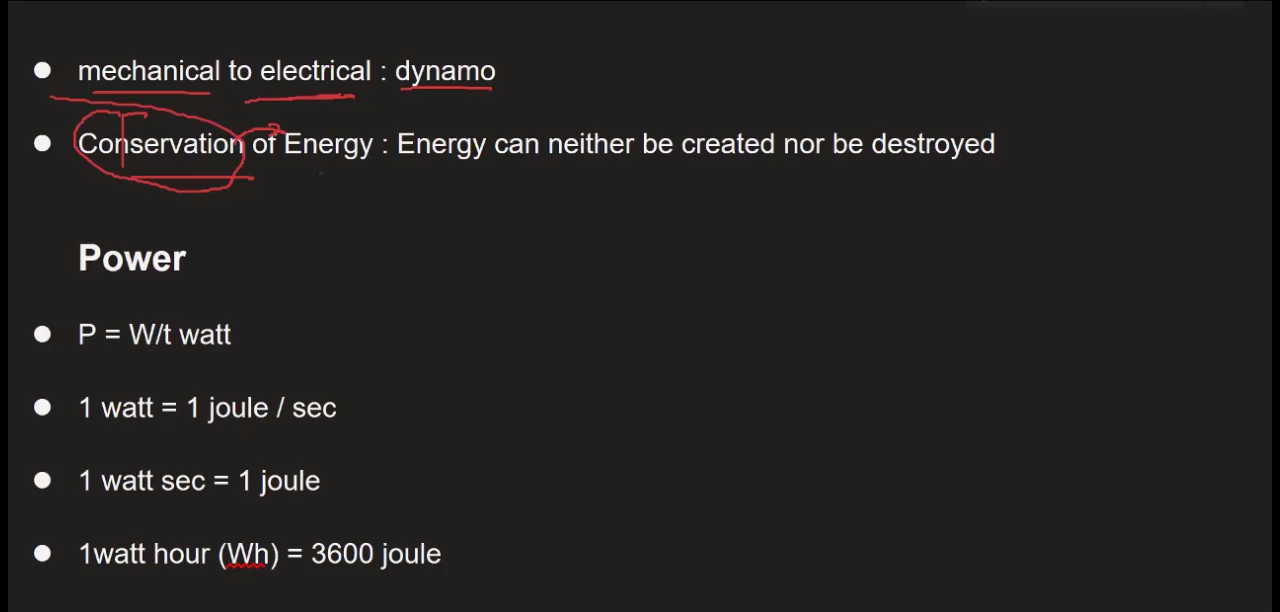 mechanical to electrical : dynamo
Conservation of Energy : Energy can neither be created nor be destroyed
Power
P = W/t watt
1 watt = 1 joule / sec
1 watt sec = 1 joule
1watt hour (Wh) = 3600 joule